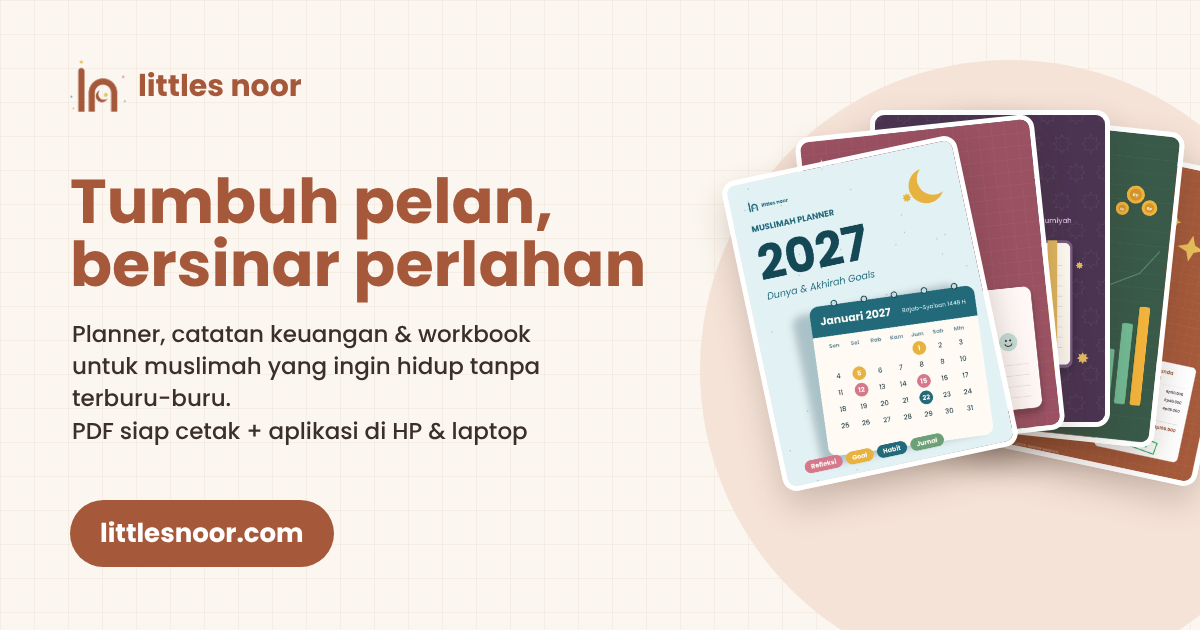 littles noor
Tumbuh pelan,
bersinar perlahan
Planner, catatan keuangan & workbook
untuk muslimah yang ingin hidup tanpa
terburu-buru.
PDF siap cetak + aplikasi di HP & laptop
littlesnoor.com
littles noor
MUSLIMAH PLANNER
2027
Dunya & Akhirah Goals
Januari 2027 Rajab-Sya'ban 1448 H
Sen Sel Rab Kam Jum Sab Min
1 2 3
4 5 6 7 8 9 10
11 12 13 14 15 16 17
18 19 20 21 22 23 24
25 26 27 28 29 30 31
Refleksi Goal Habit Jurnal